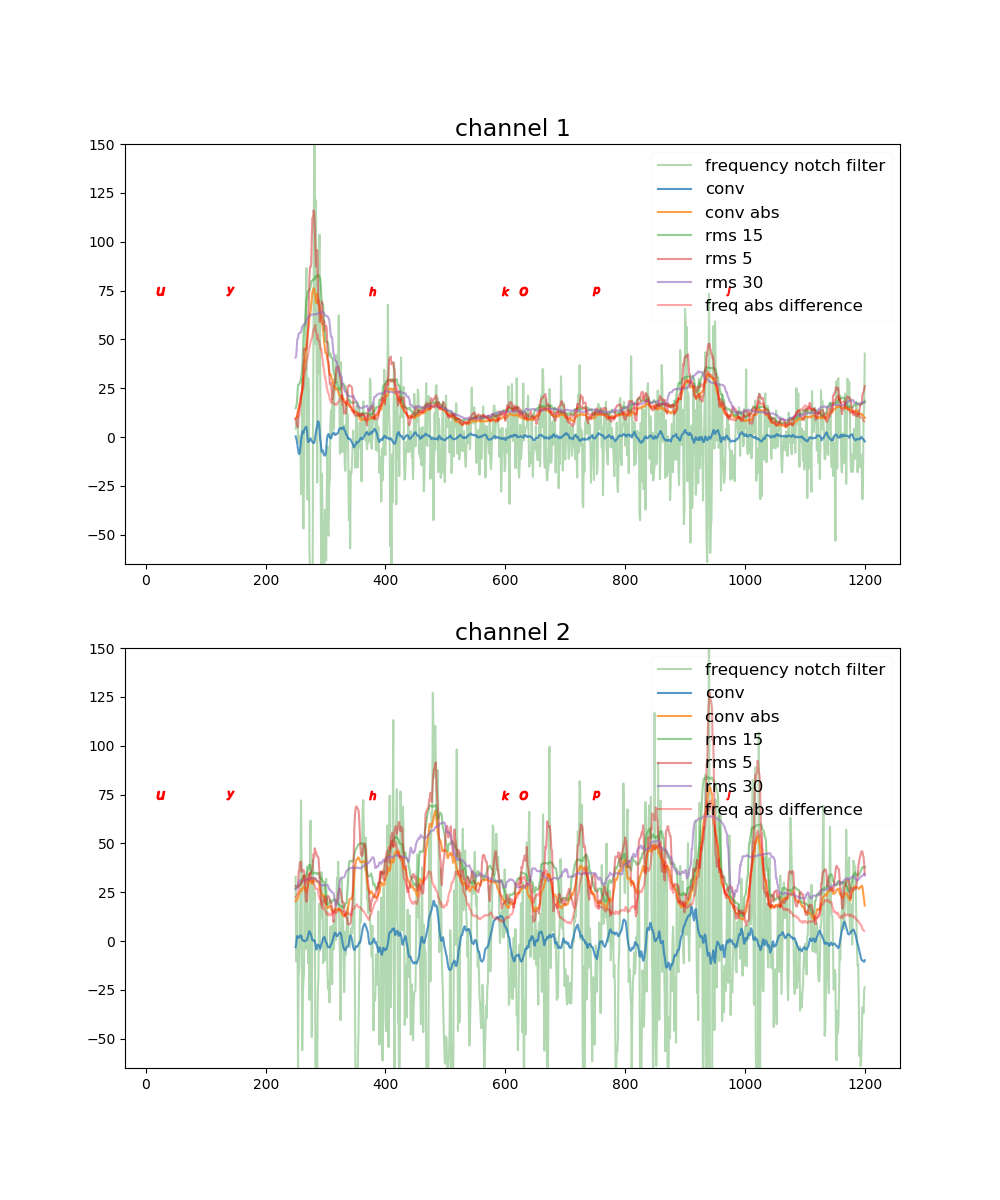 channel 1
150
125
100
75
50
25
0
−25
−50
u y h k o p
frequency notch filter
conv
conv abs
rms 15
rms 5
rms 30
freq abs difference
0 200 400 600 800 1000 1200
channel 2
150
125
100
75
50
25
0
−25
−50
u y h k o p
frequency notch filter
conv
conv abs
rms 15
rms 5
rms 30
freq abs difference
0 200 400 600 800 1000 1200